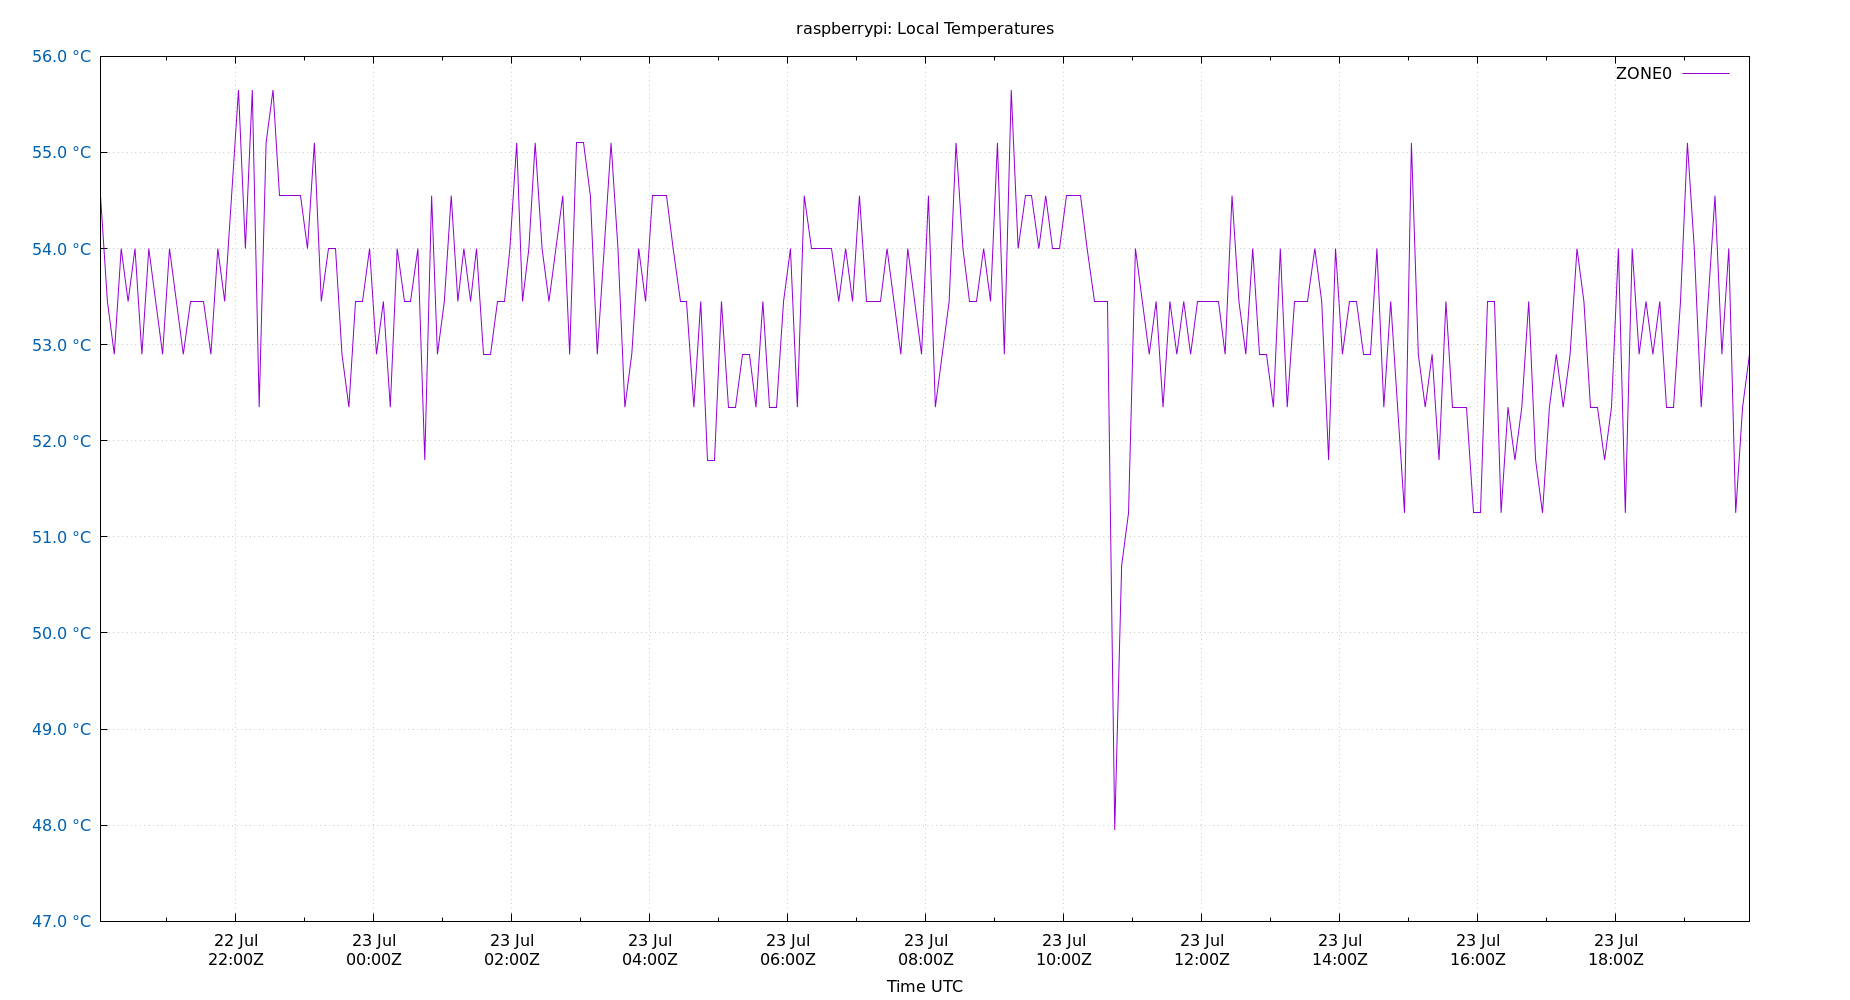 raspberrypi: Local Temperatures
ZONE0
56.0 °C
55.0 °C
54.0 °C
53.0 °C
52.0 °C
51.0 °C
50.0 °C
49.0 °C
48.0 °C
47.0 °C
22 Jul 23 Jul 23 Jul 23 Jul 23 Jul 23 Jul 23 Jul 23 Jul 23 Jul 23 Jul 23 Jul
22:00Z 00:00Z 02:00Z 04:00Z 06:00Z 08:00Z 10:00Z 12:00Z 14:00Z 16:00Z 18:00Z
Time UTC